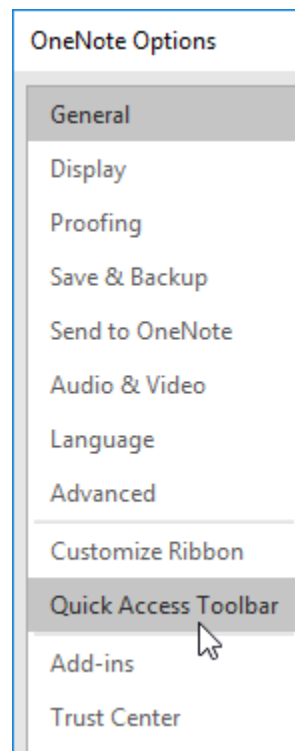 OneNote Options
General
Display
Proofing
Save & Backup
Send to OneNote
Audio & Video
Language
Advanced
Customize Ribbon
Quick Access Toolbar
Add-ins
Trust Center